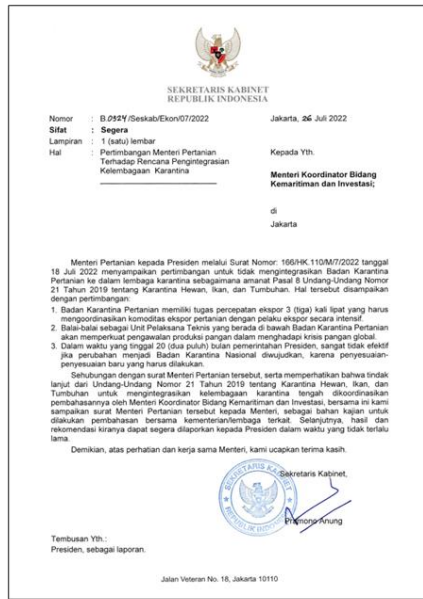 SEKRETARIS KABINET
REPUBLIK INDONESIA
Nomor : B.0924/Seskab/Ekon/07/2022
Jakarta, 26 Juli 2022
Sifat : Segera
Lampiran : 1 (satu) lembar
Hal : Pertimbangan Menteri Pertanian
Terhadap Rencana Pengintegrasian
Kelembagaan Karantina
Kepada Yth.
Menteri Koordinator Bidang
Kemaritiman dan Investasi;
di
Jakarta
Menteri Pertanian kepada Presiden melalui Surat Nomor: 166/HK.110/M/7/2022 tanggal
18 Juli 2022 menyampaikan pertimbangan untuk tidak mengintegrasikan Badan Karantina
Pertanian ke dalam lembaga karantina sebagaimana amanat Pasal 8 Undang-Undang Nomor
21 Tahun 2019 tentang Karantina Hewan, Ikan, dan Tumbuhan. Hal tersebut disampaikan
dengan pertimbangan:
1. Badan Karantina Pertanian memiliki tugas percepatan ekspor 3 (tiga) kali lipat yang harus
mengoordinasikan komoditas ekspor pertanian dengan pelaku ekspor secara intensif.
2. Balai-balai sebagai Unit Pelaksana Teknis yang berada di bawah Badan Karantina Pertanian
akan memperkuat pengawalan produksi pangan dalam menghadapi krisis pangan global.
3. Dalam waktu yang tinggal 20 (dua puluh) bulan pemerintahan Presiden, sangat tidak efektif
jika perubahan menjadi Badan Karantina Nasional diwujudkan, karena penyesuaian-
penyesuaian baru yang harus dilakukan.
Sehubungan dengan surat Menteri Pertanian tersebut, serta memperhatikan bahwa tindak
lanjut dari Undang-Undang Nomor 21 Tahun 2019 tentang Karantina Hewan, Ikan, dan
Tumbuhan untuk mengintegrasikan kelembagaan karantina tengah dikoordinasikan
pembahasannya oleh Menteri Koordinator Bidang Kemaritiman dan Investasi, bersama ini kami
sampaikan surat Menteri Pertanian tersebut kepada Menteri, sebagai bahan kajian untuk
dilakukan pembahasan bersama kementerian/lembaga terkait. Selanjutnya, hasil dan
rekomendasi kiranya dapat segera dilaporkan kepada Presiden dalam waktu yang tidak terlalu
lama.
Demikian, atas perhatian dan kerja sama Menteri, kami ucapkan terima kasih.
Sekretaris Kabinet,
SEKRETARIS KABINET
REPUBLIK INDONESIA
Pramono Anung
Tembusan Yth.:
Presiden, sebagai laporan.
Jalan Veteran No. 18, Jakarta 10110